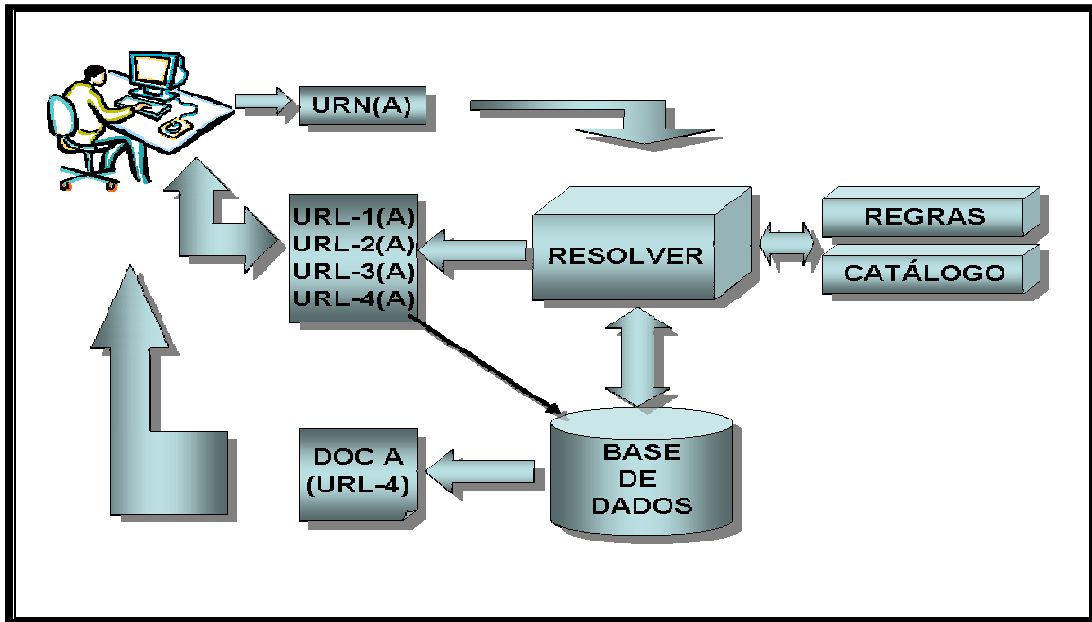 URN(A)
URL-1(A)
URL-2(A)
URL-3(A)
URL-4(A)
RESOLVER
REGRAS
CATÁLOGO
DOC A
(URL-4)
BASE
DE
DADOS